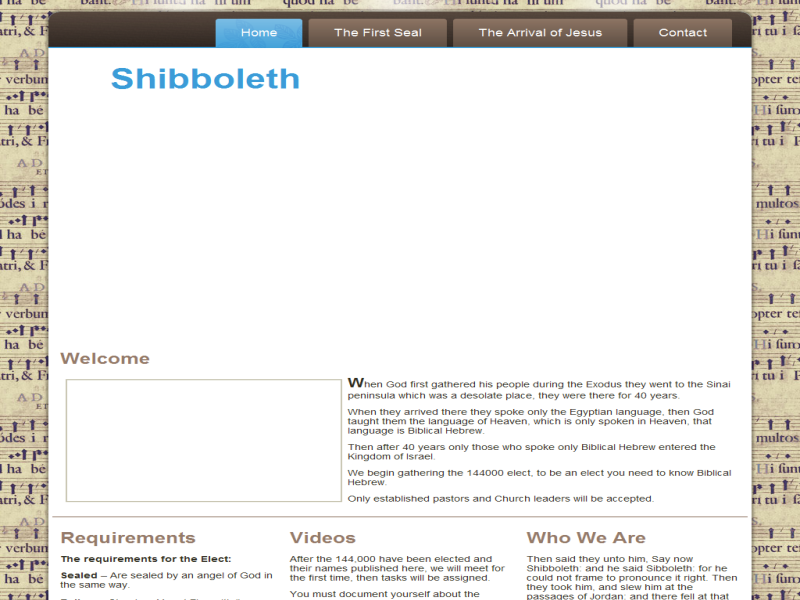 Home
The First Seal
The Arrival of Jesus
Contact
Shibboleth
Welcome
When God first gathered his people during the Exodus they went to the Sinai
peninsula which was a desolate place, they were there for 40 years.
When they arrived there they spoke only the Egyptian language, then God
taught them the language of Heaven, which is only spoken in Heaven, that
language is Biblical Hebrew.
Then after 40 years only those who spoke only Biblical Hebrew entered the
Kingdom of Israel.
We begin gathering the 144000 elect, to be an elect you need to know Biblical
Hebrew.
Only established pastors and Church leaders will be accepted.
Requirements
The requirements for the Elect:
Sealed – Are sealed by an angel of God in
the same way.
Videos
After the 144,000 have been elected and
their names published here, we will meet for
the first time, then tasks will be assigned.
You must document yourself about the
Who We Are
Then said they unto him, Say now
Shibboleth: and he said Sibboleth: for he
could not frame to pronounce it right. Then
they took him, and slew him at the
passages of Jordan: and there fell at that